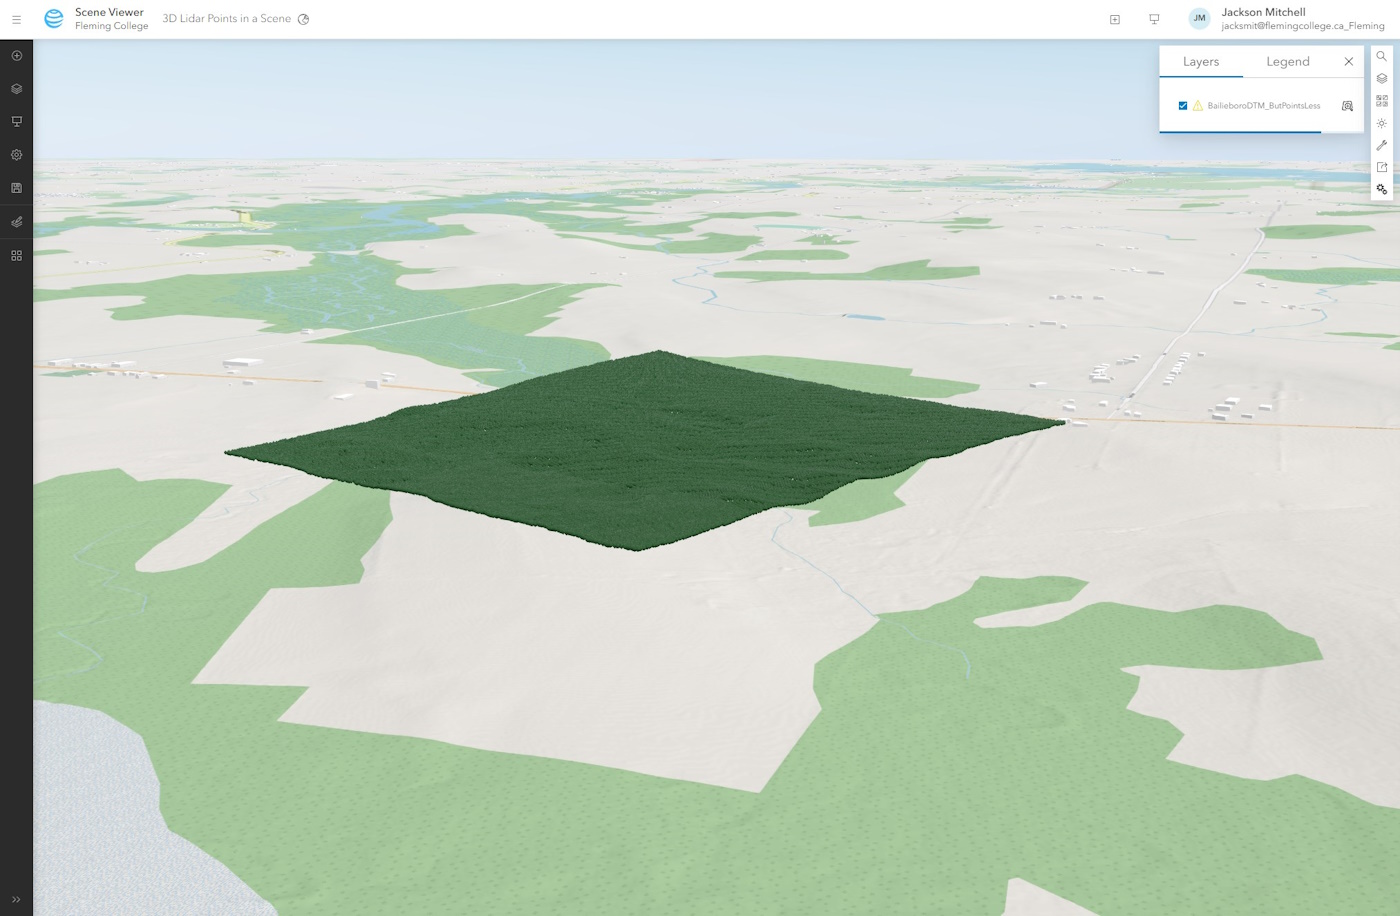 Scene Viewer
Fleming College
3D Lidar Points in a Scene
JM
Jackson Mitchell
jacksmit@flemingcollege.ca_Fleming
Layers
Legend
BailieboroDTM_ButPointsLess